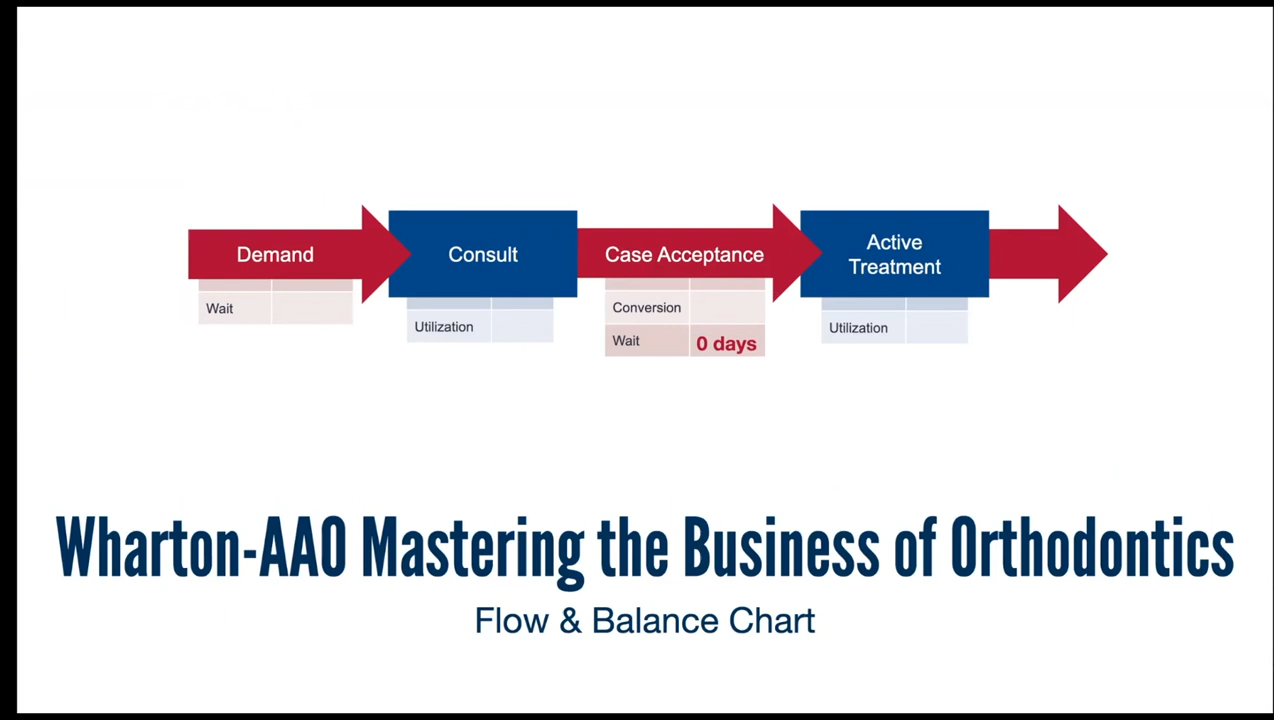 Demand
Consult
Case Acceptance
Active
Treatment
Wait
Utilization
Conversion
Wait 0 days
Utilization
Wharton-AAO Mastering the Business of Orthodontics
Flow & Balance Chart